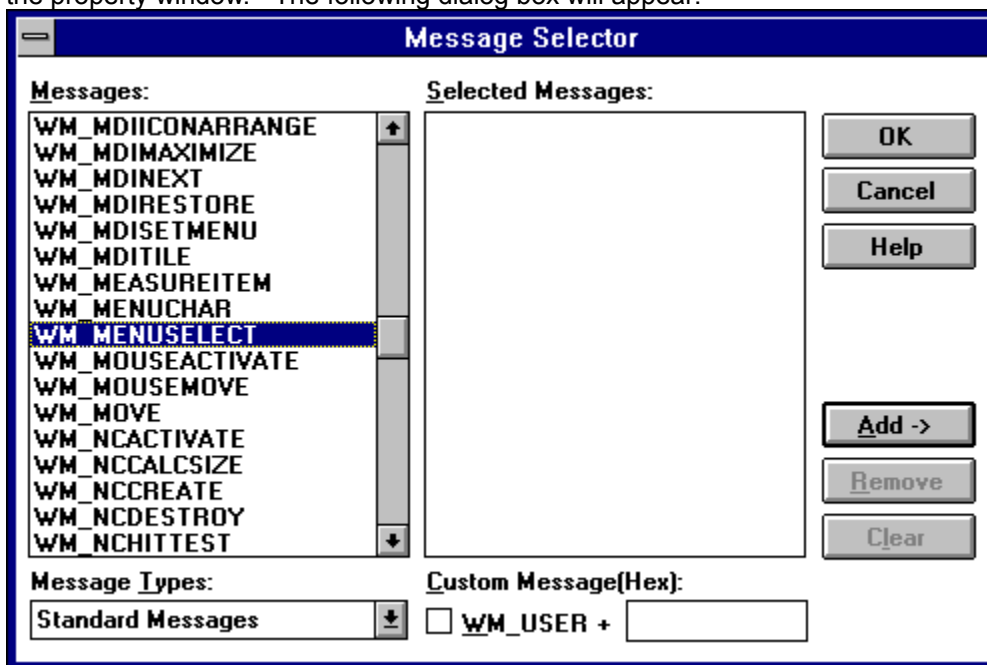 the property window. The following dialog box will appear:
Message Selector
Messages:
WM_MDIICONARRANGE
WM_MDIMAXIMIZE
WM_MDINEXT
WM_MDIRESTORE
WM_MDISETMENU
WM_MDITILE
WM_MEASUREITEM
WM_MENUCHAR
WM_MENUSELECT
WM_MOUSEACTIVATE
WM_MOUSEMOVE
WM_MOVE
WM_NCACTIVATE
WM_NCCALCSIZE
WM_NCCREATE
WM_NCDESTROY
WM_NCHITTEST
Selected Messages:
OK
Cancel
Help
Add ->
Remove
Clear
Message Types:
Standard Messages
Custom Message(Hex):
WM_USER +